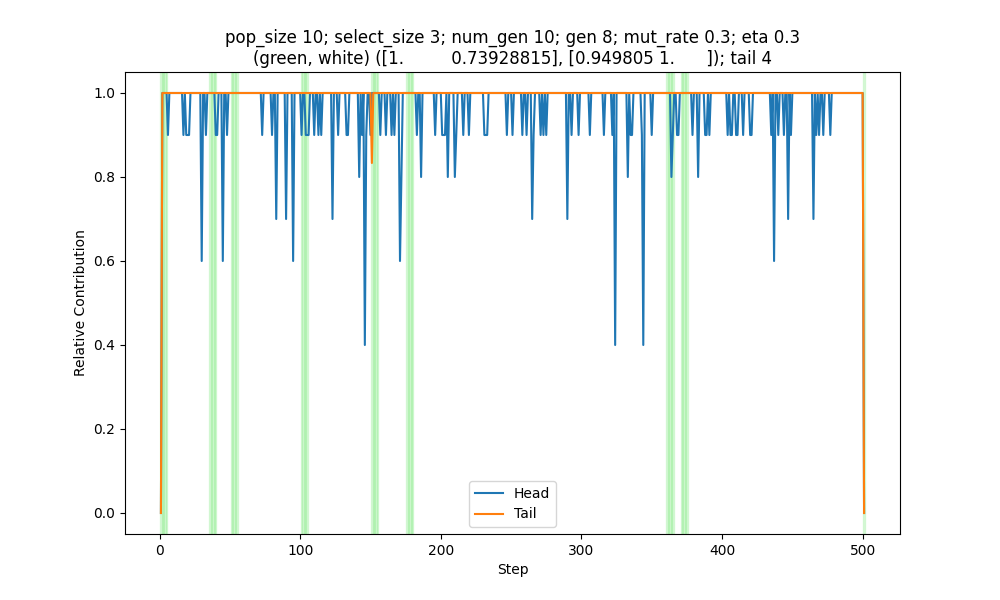 pop_size 10; select_size 3; num_gen 10; gen 8; mut_rate 0.3; eta 0.3
(green, white) ([1. 0.73928815], [0.949805 1. ]); tail 4
1.0
0.8
0.6
0.4
0.2
0.0
Relative Contribution
Head
Tail
0 100 200 300 400 500
Step